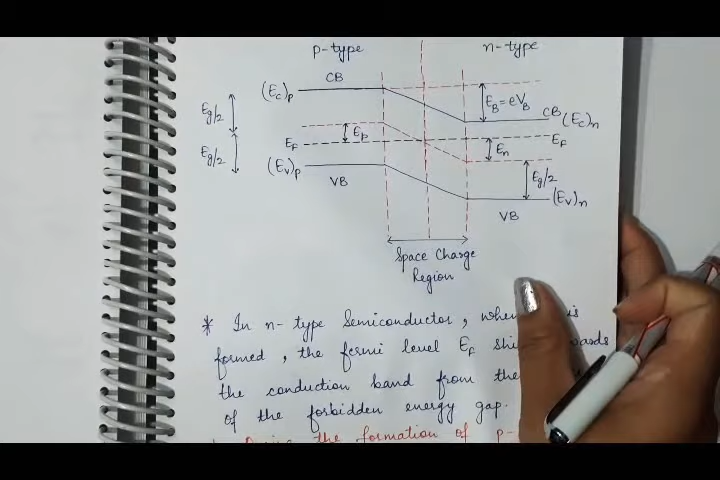 p-type n-type
CB
(Ec)p
EB = eVB
CB (Ec)n
Eg/2
Ep
EF
En
EF
Eg/2
(Ev)p
VB
Eg/2
(Ev)n
VB
Space Charge
Region
* In n-type Semiconductor, is
formed, the fermi level EF
the conduction band from the
of the forbidden energy gap.
the formation of p-